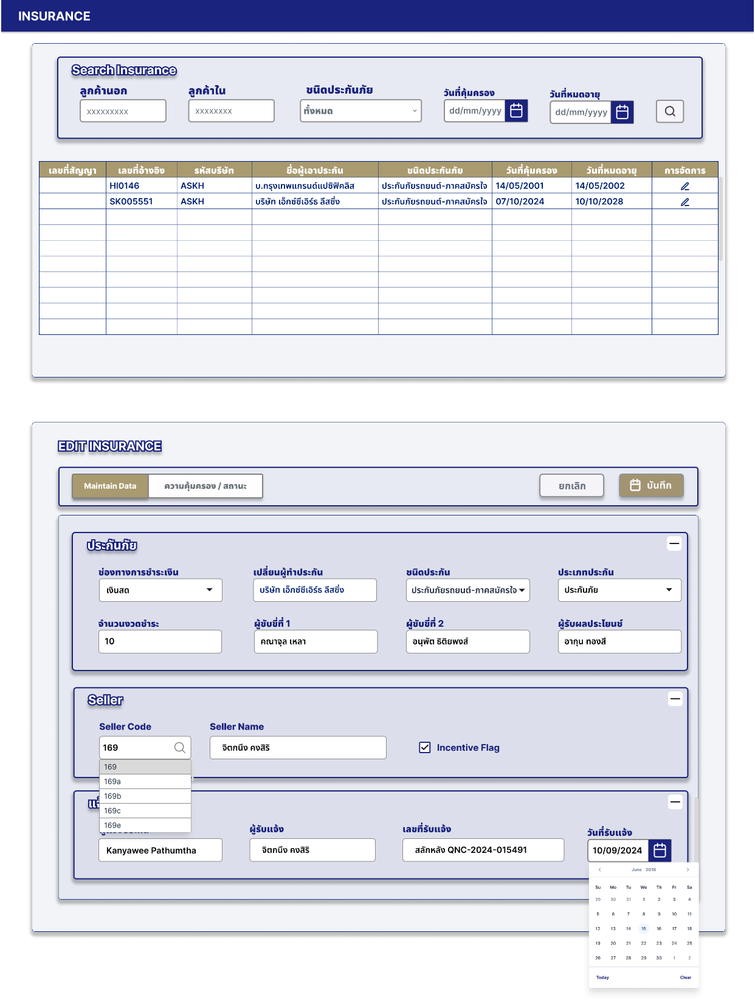 INSURANCE
Search Insurance
ลูกค้านอก ลูกค้าใน ชนิดประกันภัย วันที่คุ้มครอง วันที่หมดอายุ
xxxxxxxxx xxxxxxxx ทั้งหมด dd/mm/yyyy dd/mm/yyyy
เลขที่สัญญา เลขที่อ้างอิง รหัสบริษัท ชื่อผู้เอาประกัน ชนิดประกันภัย วันที่คุ้มครอง วันที่หมดอายุ การจัดการ
HI0146 ASKH บ.กรุงเทพแกรนด์แปซิฟิคลิส ประกันภัยรถยนต์-ภาคสมัครใจ 14/05/2001 14/05/2002
SK005551 ASKH บริษัท เอ็กซ์ซีเอิร์ธ ลีสซิ่ง ประกันภัยรถยนต์-ภาคสมัครใจ 07/10/2024 10/10/2028
EDIT INSURANCE
Maintain Data ความคุ้มครอง / สถานะ ยกเลิก บันทึก
ประกันภัย
ช่องทางการชำระเงิน เปลี่ยนผู้ทำประกัน ชนิดประกัน ประเภทประกัน
เงินสด บริษัท เอ็กซ์ซีเอิร์ธ ลีสซิ่ง ประกันภัยรถยนต์-ภาคสมัครใจ ประกันภัย
จำนวนงวดชำระ ผู้ขับขี่ที่ 1 ผู้ขับขี่ที่ 2 ผู้รับผลประโยนช์
10 คณาจุล เหลา อนุพัต ธิติยพงส์ อากุน ทองสี
Seller
Seller Code Seller Name
169 จิตกนึง คงสิริ Incentive Flag
169
169a
169b
169c
169e
ผู้รับแจ้ง เลขที่รับแจ้ง วันที่รับแจ้ง
Kanyawee Pathumtha จิตกนึง คงสิริ สลักหลัง QNC-2024-015491 10/09/2024
June 2018
Su Mo Tu We Th Fr Sa
29 30 31 1 2 3 4
5 6 7 8 9 10 11
12 13 14 15 16 17 18
19 20 21 22 23 24 25
26 27 28 29 30 1 2
Today Clear